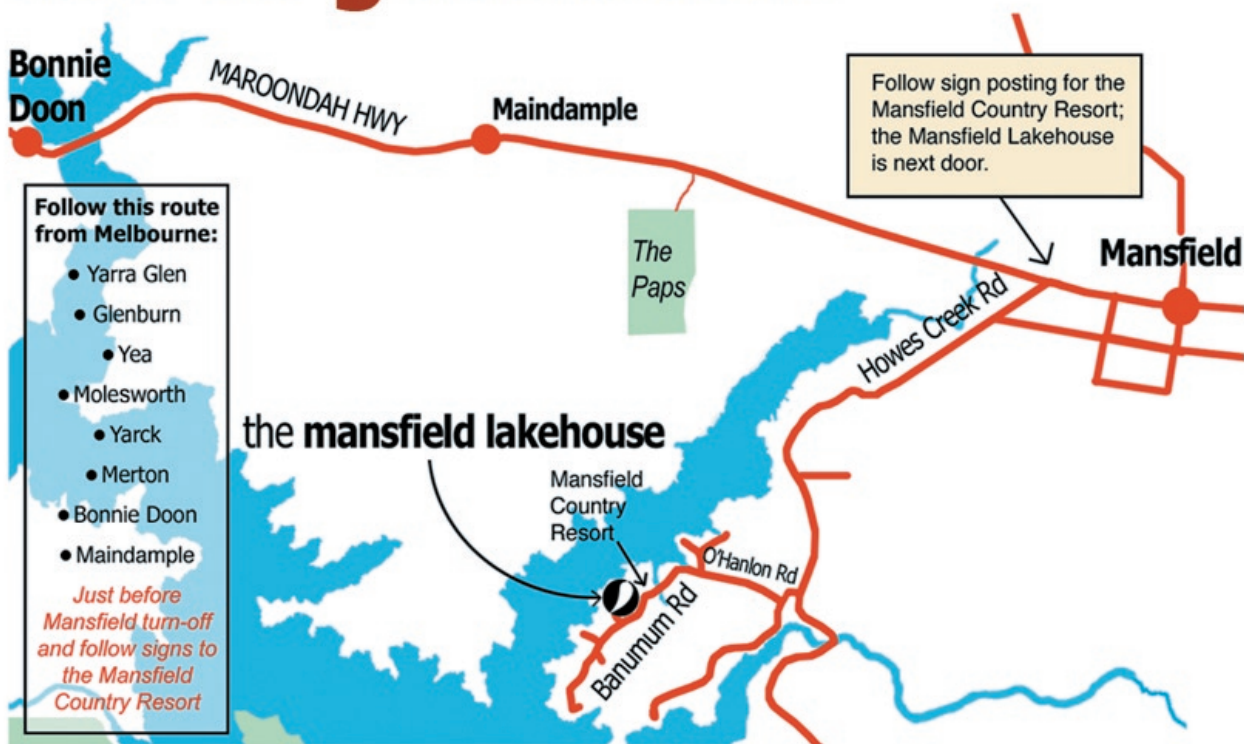 Bonnie
Doon
MAROONDAH HWY
Maindample
Follow sign posting for the
Mansfield Country Resort;
the Mansfield Lakehouse
is next door.
Mansfield
The
Paps
Howes Creek Rd
Follow this route
from Melbourne:
• Yarra Glen
• Glenburn
• Yea
• Molesworth
• Yarck
• Merton
• Bonnie Doon
• Maindample
Just before
Mansfield turn-off
and follow signs to
the Mansfield
Country Resort
the mansfield lakehouse
Mansfield
Country
Resort
O'Hanlon Rd
Banumum Rd